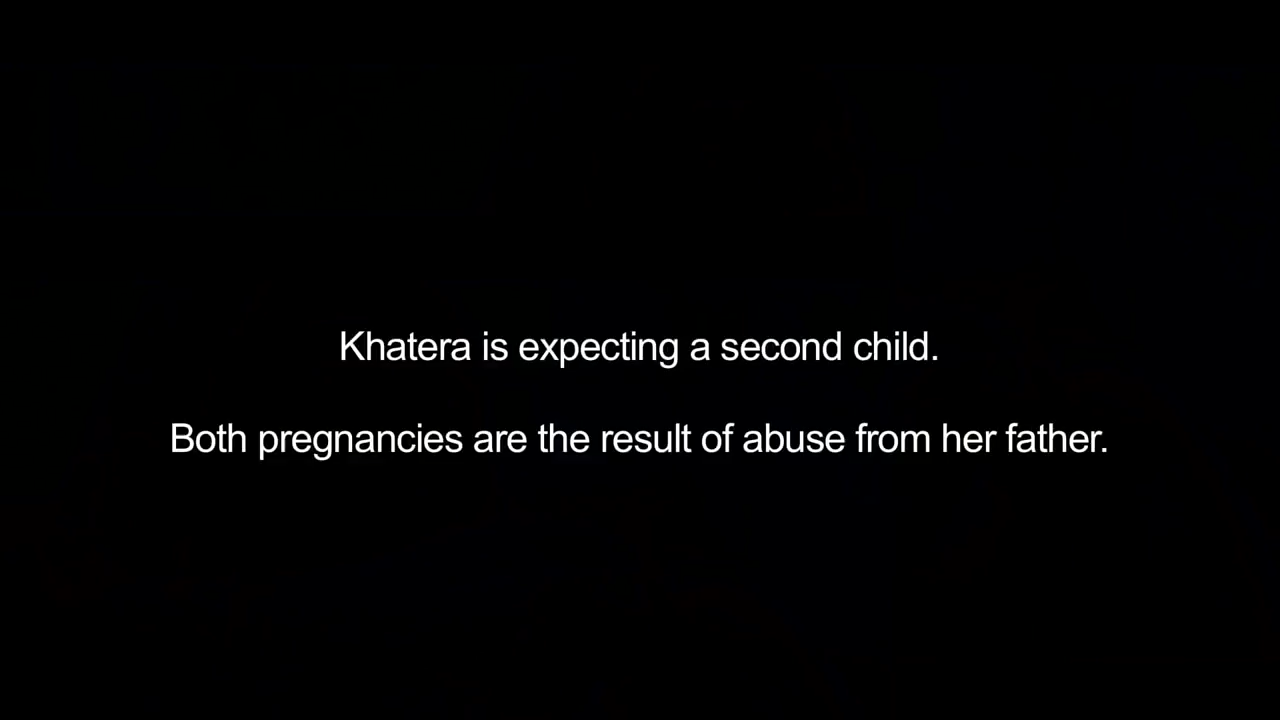 Khatera is expecting a second child.
Both pregnancies are the result of abuse from her father.